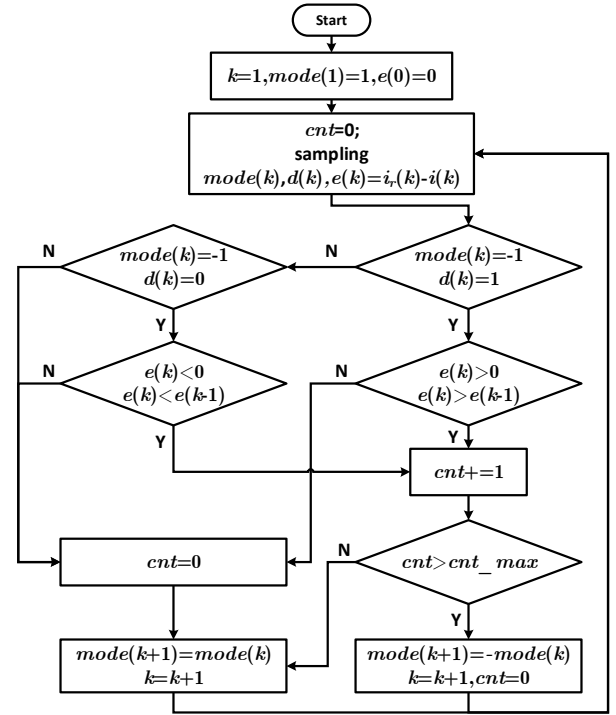 Start
k=1,mode(1)=1,e(0)=0
cnt=0;
sampling
mode(k),d(k),e(k)=i_r(k)-i(k)
N
mode(k)=-1
d(k)=0
N
mode(k)=-1
d(k)=1
Y
Y
N
e(k)<0
e(k)<e(k-1)
N
e(k)>0
e(k)>e(k-1)
Y
Y
cnt+=1
cnt=0
N
cnt>cnt_max
Y
mode(k+1)=mode(k)
k=k+1
mode(k+1)=-mode(k)
k=k+1,cnt=0